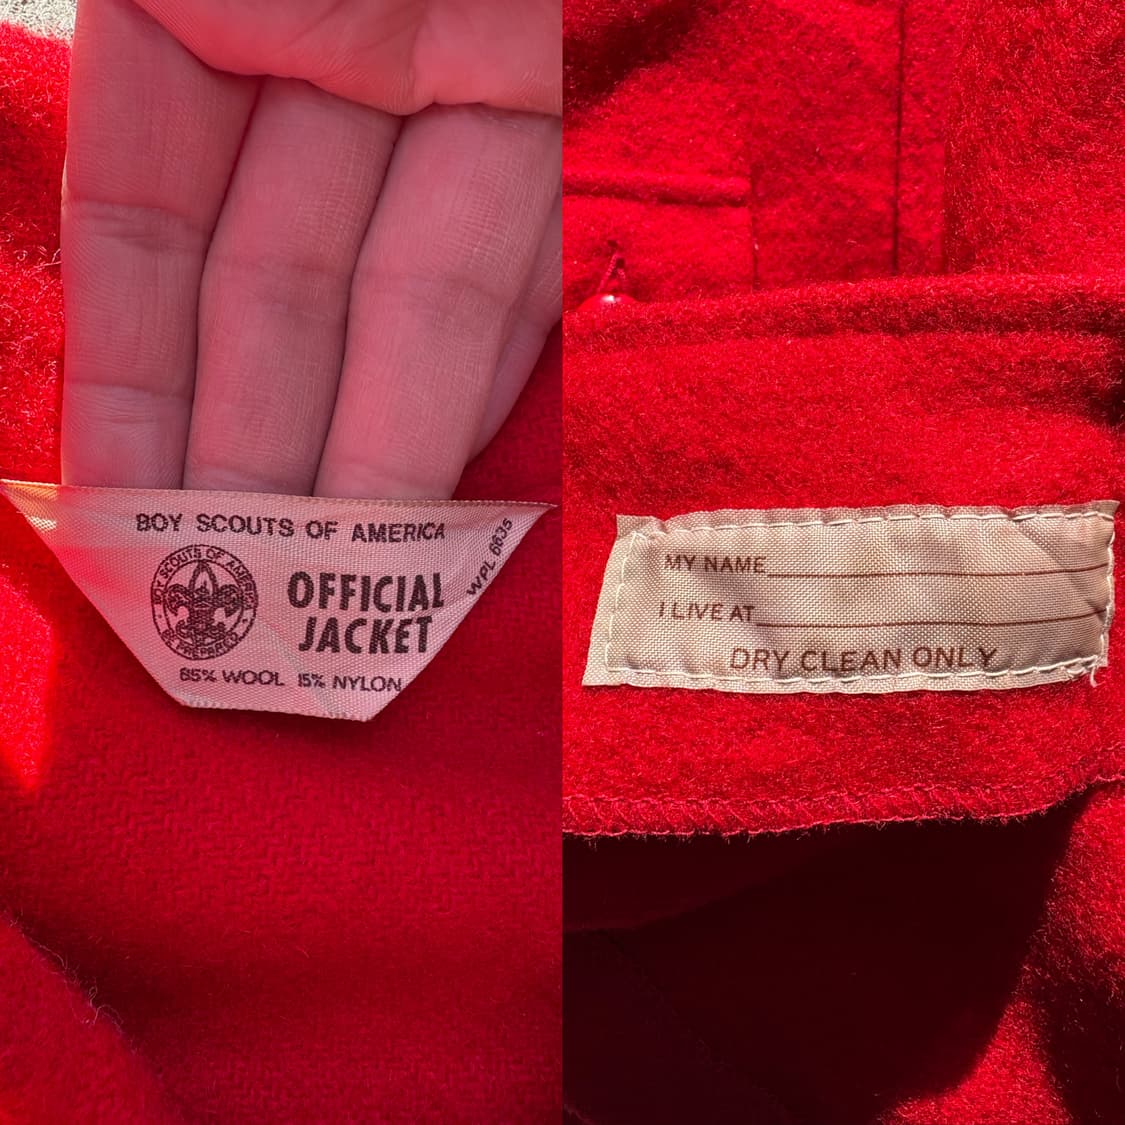 BOY SCOUTS OF AMERICA
BOY SCOUTS OF AMERICA
BE PREPARED
OFFICIAL
JACKET
WPL 6635
85% WOOL 15% NYLON
MY NAME
I LIVE AT
DRY CLEAN ONLY